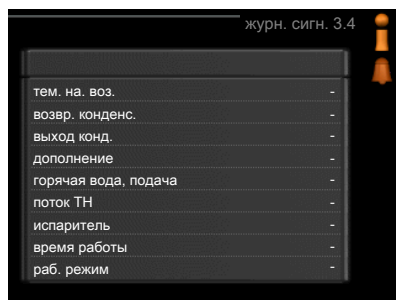 журн. сигн. 3.4
тем. на. воз. -
возвр. конденс. -
выход конд. -
дополнение -
горячая вода, подача -
поток ТН -
испаритель -
время работы -
раб. режим -